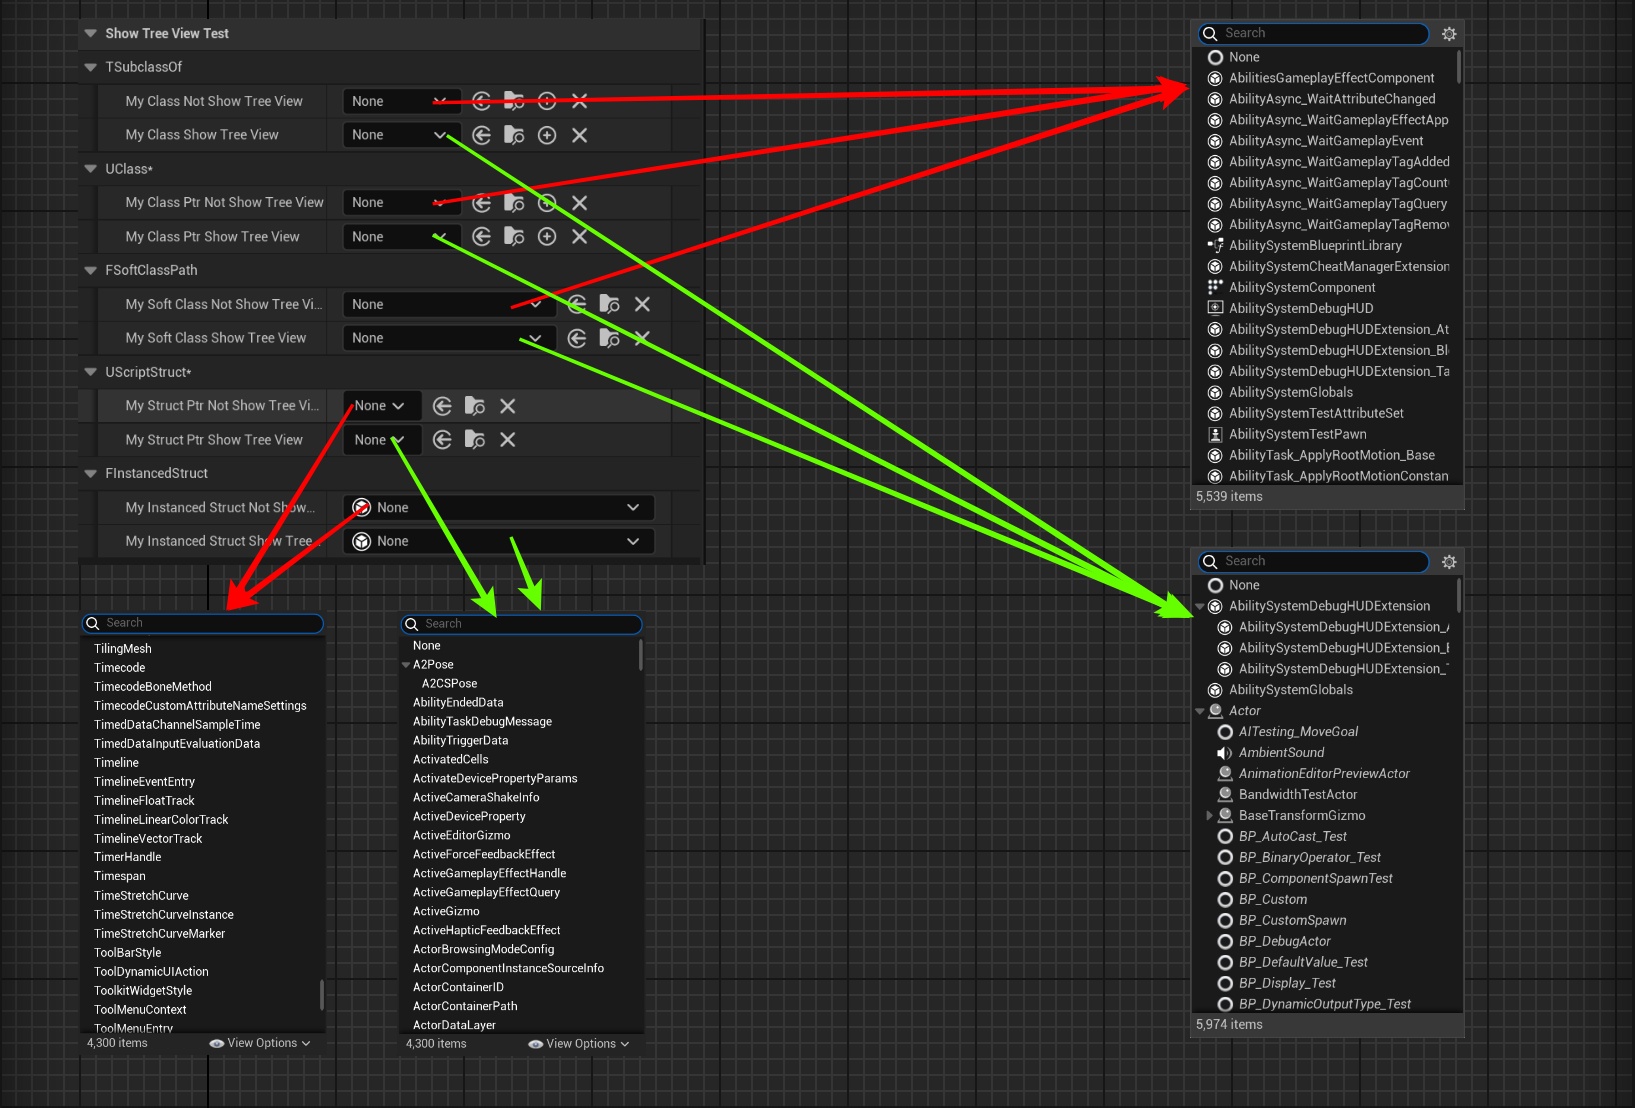 Show Tree View Test
TSubclassOf
My Class Not Show Tree View
None
My Class Show Tree View
None
UClass*
My Class Ptr Not Show Tree View
None
My Class Ptr Show Tree View
None
FSoftClassPath
My Soft Class Not Show Tree Vi...
None
My Soft Class Show Tree View
None
UScriptStruct*
My Struct Ptr Not Show Tree Vi...
None
My Struct Ptr Show Tree View
None
FInstancedStruct
My Instanced Struct Not Show...
None
My Instanced Struct Show Tree...
None
Search
TilingMesh
Timecode
TimecodeBoneMethod
TimecodeCustomAttributeNameSettings
TimedDataChannelSampleTime
TimedDataInputEvaluationData
Timeline
TimelineEventEntry
TimelineFloatTrack
TimelineLinearColorTrack
TimelineVectorTrack
TimerHandle
Timespan
TimeStretchCurve
TimeStretchCurveInstance
TimeStretchCurveMarker
ToolBarStyle
ToolDynamicUIAction
ToolkitWidgetStyle
ToolMenuContext
ToolMenuEntry
4,300 items
View Options
Search
None
A2Pose
A2CSPose
AbilityEndedData
AbilityTaskDebugMessage
AbilityTriggerData
ActivatedCells
ActivateDevicePropertyParams
ActiveCameraShakeInfo
ActiveDeviceProperty
ActiveEditorGizmo
ActiveForceFeedbackEffect
ActiveGameplayEffectHandle
ActiveGameplayEffectQuery
ActiveGizmo
ActiveHapticFeedbackEffect
ActorBrowsingModeConfig
ActorComponentInstanceSourceInfo
ActorContainerID
ActorContainerPath
ActorDataLayer
4,300 items
View Options
Search
None
AbilitiesGameplayEffectComponent
AbilityAsync_WaitAttributeChanged
AbilityAsync_WaitGameplayEffectApp
AbilityAsync_WaitGameplayEvent
AbilityAsync_WaitGameplayTagAdded
AbilityAsync_WaitGameplayTagCount
AbilityAsync_WaitGameplayTagQuery
AbilityAsync_WaitGameplayTagRemov
AbilitySystemBlueprintLibrary
AbilitySystemCheatManagerExtension
AbilitySystemComponent
AbilitySystemDebugHUD
AbilitySystemDebugHUDExtension_At
AbilitySystemDebugHUDExtension_Bl
AbilitySystemDebugHUDExtension_Ta
AbilitySystemGlobals
AbilitySystemTestAttributeSet
AbilitySystemTestPawn
AbilityTask_ApplyRootMotion_Base
AbilityTask_ApplyRootMotionConstan
5,539 items
Search
None
AbilitySystemDebugHUDExtension
AbilitySystemDebugHUDExtension_A
AbilitySystemDebugHUDExtension_B
AbilitySystemDebugHUDExtension_T
AbilitySystemGlobals
Actor
AITesting_MoveGoal
AmbientSound
AnimationEditorPreviewActor
BandwidthTestActor
BaseTransformGizmo
BP_AutoCast_Test
BP_BinaryOperator_Test
BP_ComponentSpawnTest
BP_Custom
BP_CustomSpawn
BP_DebugActor
BP_DefaultValue_Test
BP_Display_Test
BP_DynamicOutputType_Test
5,974 items